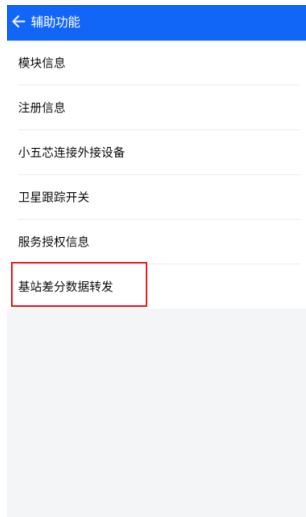 辅助功能
模块信息
注册信息
小五芯连接外接设备
卫星跟踪开关
服务授权信息
基站差分数据转发